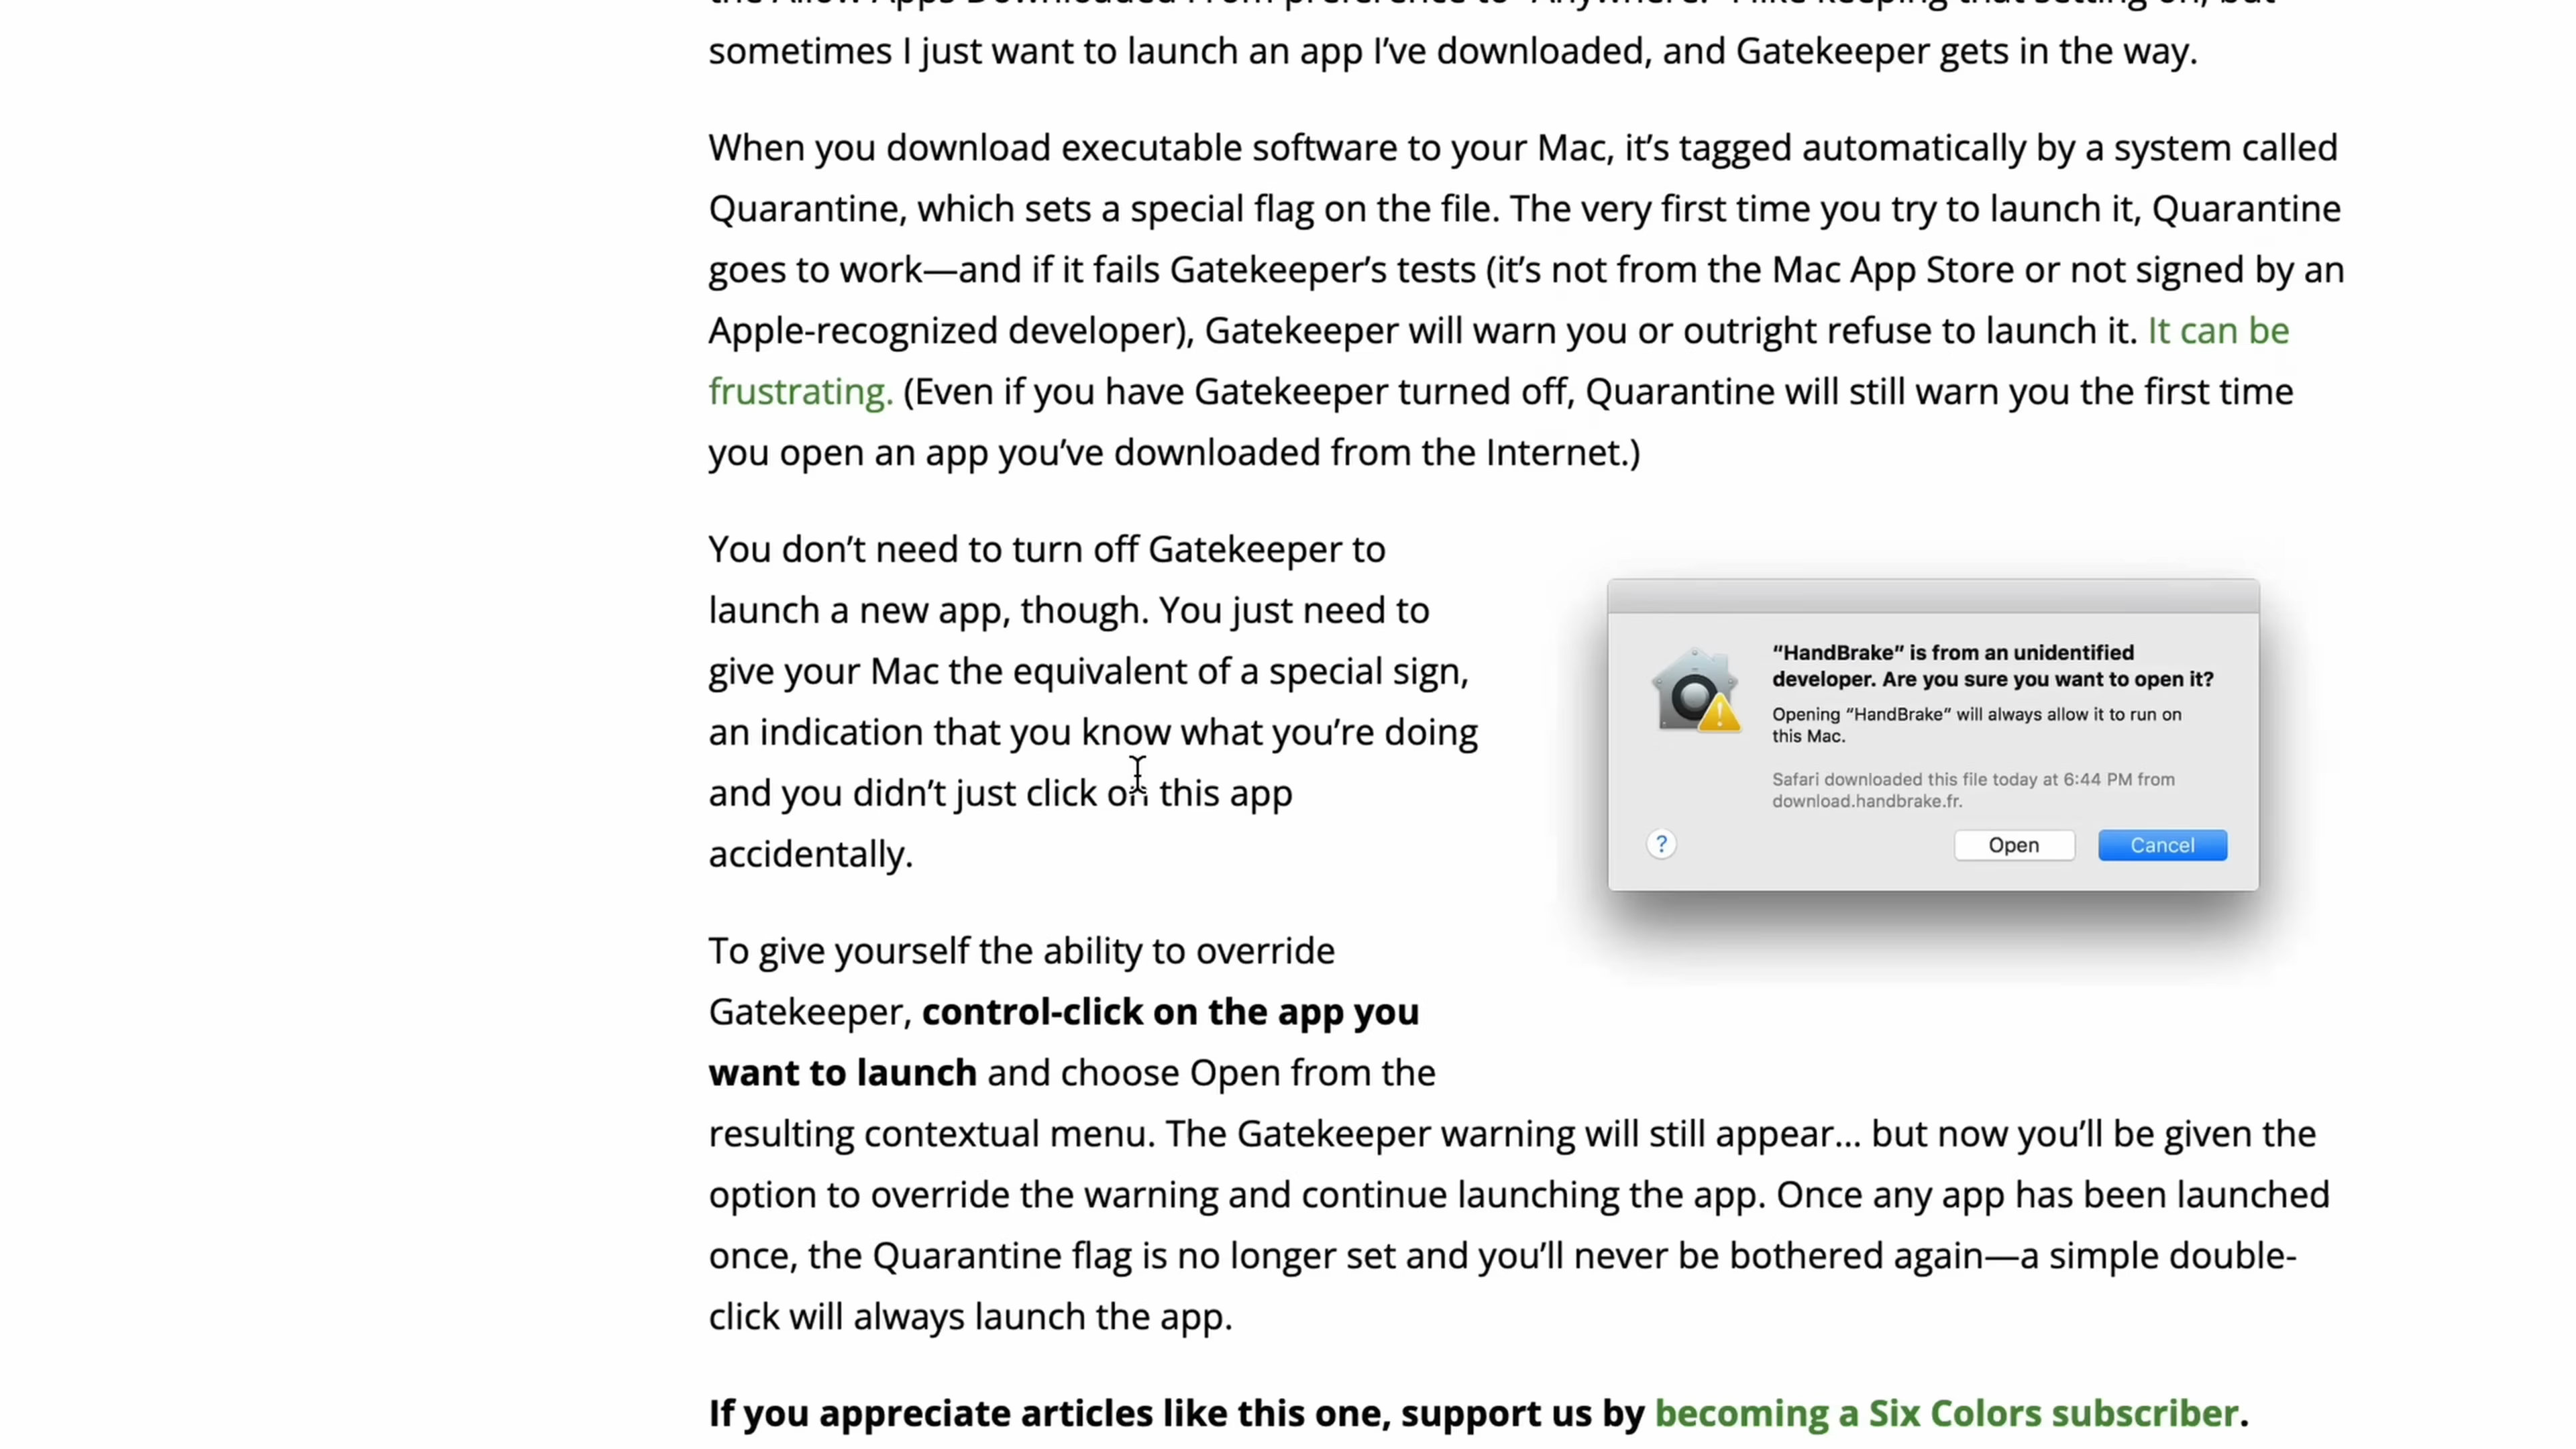 the Allow Apps Downloaded From preference to “Anywhere.” I like keeping that setting on, but
sometimes I just want to launch an app I’ve downloaded, and Gatekeeper gets in the way.
When you download executable software to your Mac, it’s tagged automatically by a system called
Quarantine, which sets a special flag on the file. The very first time you try to launch it, Quarantine
goes to work—and if it fails Gatekeeper’s tests (it’s not from the Mac App Store or not signed by an
Apple-recognized developer), Gatekeeper will warn you or outright refuse to launch it. It can be
frustrating. (Even if you have Gatekeeper turned off, Quarantine will still warn you the first time
you open an app you’ve downloaded from the Internet.)
You don’t need to turn off Gatekeeper to
launch a new app, though. You just need to
give your Mac the equivalent of a special sign,
an indication that you know what you’re doing
and you didn’t just click on this app
accidentally.
“HandBrake” is from an unidentified
developer. Are you sure you want to open it?
Opening “HandBrake” will always allow it to run on
this Mac.
Safari downloaded this file today at 6:44 PM from
download.handbrake.fr.
?
Open
Cancel
To give yourself the ability to override
Gatekeeper, control-click on the app you
want to launch and choose Open from the
resulting contextual menu. The Gatekeeper warning will still appear… but now you’ll be given the
option to override the warning and continue launching the app. Once any app has been launched
once, the Quarantine flag is no longer set and you’ll never be bothered again—a simple double-
click will always launch the app.
If you appreciate articles like this one, support us by becoming a Six Colors subscriber.